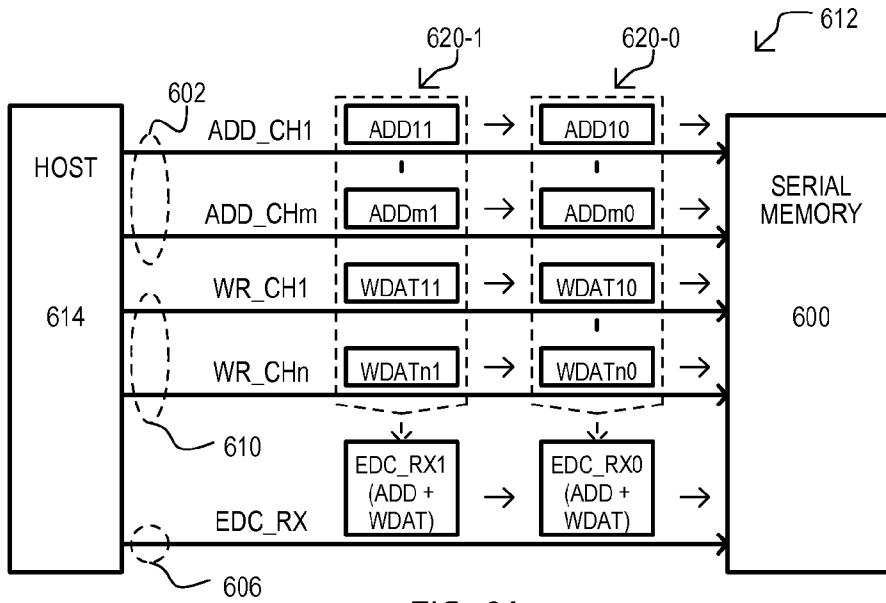 612
620-1
620-0
602
ADD_CH1
ADD11
ADD10
HOST
SERIAL
MEMORY
ADD_CHm
ADDm1
ADDm0
WR_CH1
WDAT11
WDAT10
614
600
WR_CHn
WDATn1
WDATn0
610
EDC_RX1
(ADD +
WDAT)
EDC_RX0
(ADD +
WDAT)
EDC_RX
606